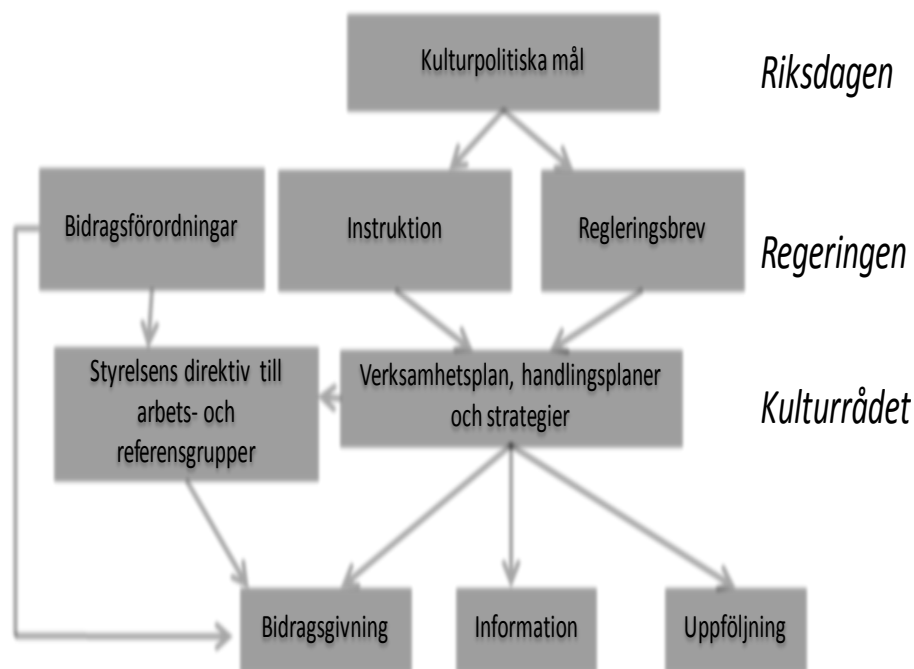 Kulturpolitiska mål
Riksdagen
Bidragsförordningar
Instruktion
Regleringsbrev
Regeringen
Styrelsens direktiv till
arbets- och
referensgrupper
Verksamhetsplan, handlingsplaner
och strategier
Kulturrådet
Bidragsgivning
Information
Uppföljning